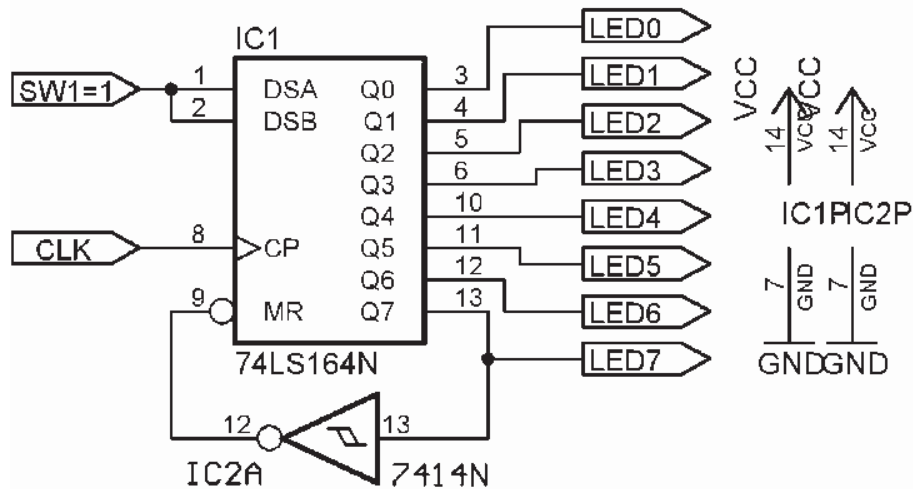 IC1
SW1=1
1
2
DSA
DSB
Q0
Q1
Q2
Q3
Q4
Q5
Q6
Q7
3
4
5
6
10
11
12
13
LED0
LED1
LED2
LED3
LED4
LED5
LED6
LED7
CLK
8
CP
9
MR
74LS164N
12
13
IC2A
7414N
VCC
VCC
14
VCC
14
VCC
IC1P
IC2P
7
GND
7
GND
GND
GND